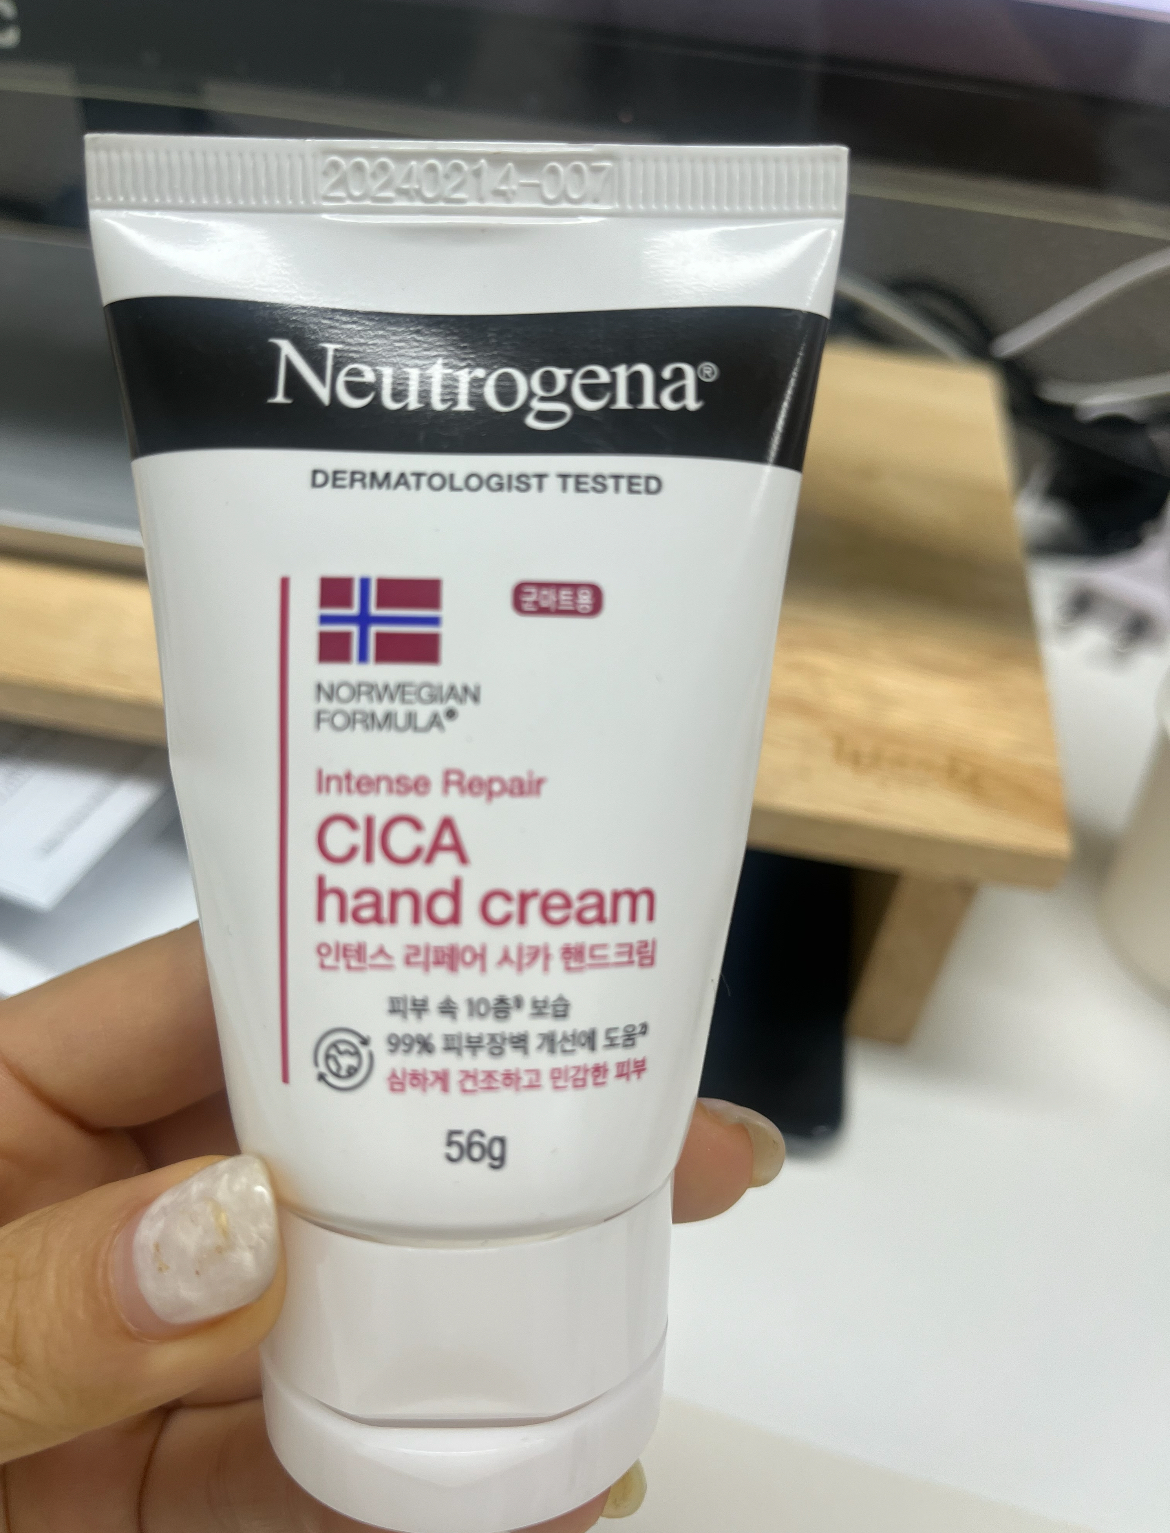 20240214-007
Neutrogena®
DERMATOLOGIST TESTED
군마트용
NORWEGIAN
FORMULA®
Intense Repair
CICA
hand cream
인텐스 리페어 시카 핸드크림
피부 속 10층¹⁾ 보습
99% 피부장벽 개선에 도움²⁾
심하게 건조하고 민감한 피부
56g